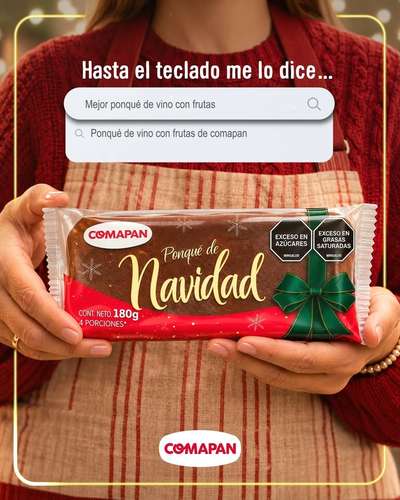 Hasta el teclado me lo dice...
Mejor ponqué de vino con frutas
Ponqué de vino con frutas de comapan
COMAPAN
Ponqué de
Navidad
CONT. NETO. 180g
4 PORCIONES*
EXCESO EN
AZÚCARES
MINSALUD
EXCESO EN
GRASAS
SATURADAS
MINSALUD
COMAPAN